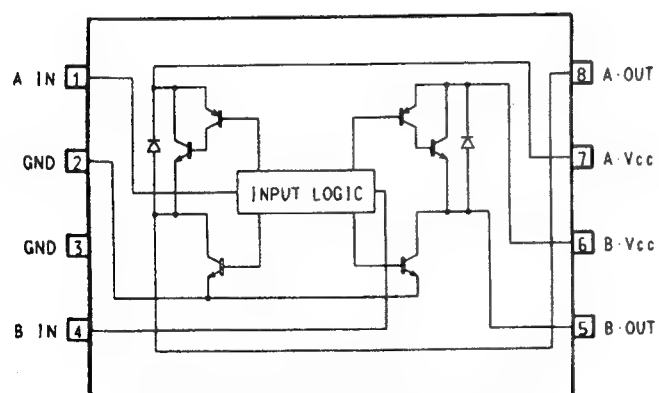 A IN 1
GND 2
GND 3
B IN 4
INPUT LOGIC
8 A·OUT
7 A·Vcc
6 B·Vcc
5 B·OUT